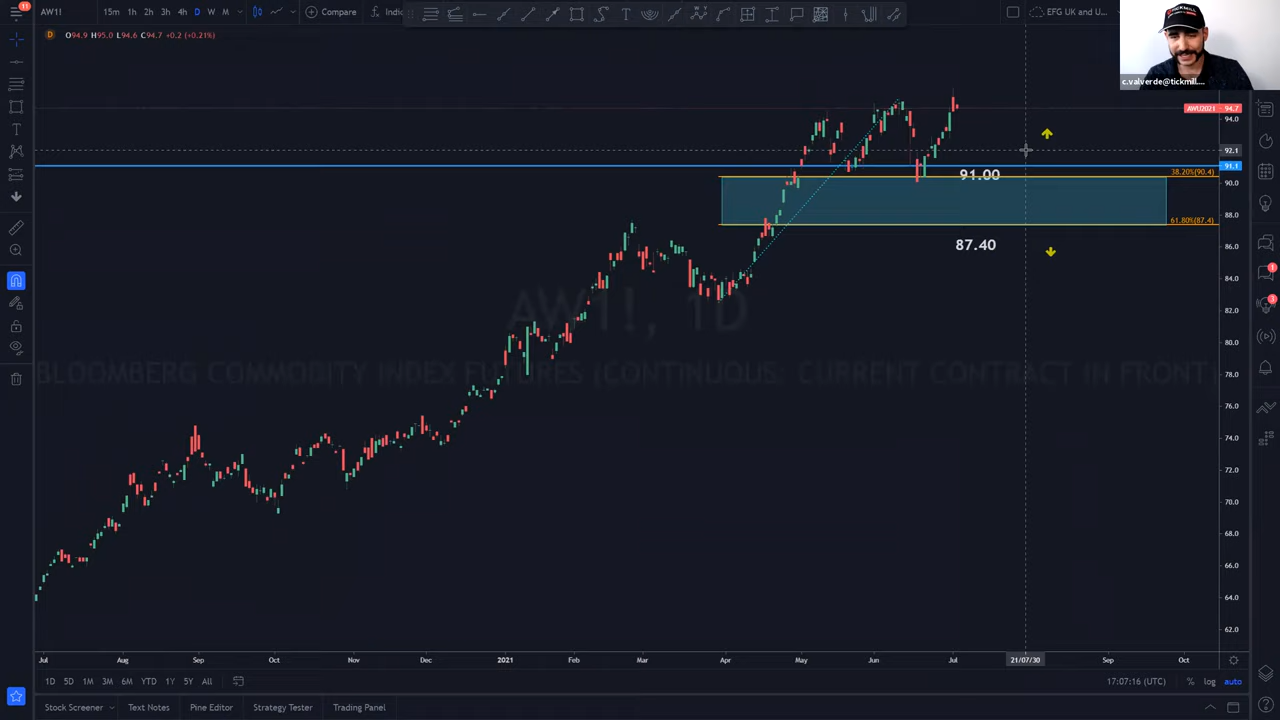 11
AW1!
15m 1h 2h 3h 4h D W M
Compare
Indic
EFG UK and U...
TICKMILL
c.valverde@tickmill....
D O94.9 H95.0 L94.6 C94.7 +0.2 (+0.21%)
AWU2021 94.7
94.0
92.1
91.1
38.20%(90.4)
91.00
90.0
88.0
61.80%(87.4)
87.40
86.0
84.0
AW1!, 1D
82.0
80.0
BLOOMBERG COMMODITY INDEX FUTURES (CONTINUOUS: CURRENT CONTRACT IN FRONT)
78.0
76.0
74.0
72.0
70.0
68.0
66.0
64.0
62.0
1
3
Jul Aug Sep Oct Nov Dec 2021 Feb Mar Apr May Jun Jul 21/07/30 Sep Oct
1D 5D 1M 3M 6M YTD 1Y 5Y All
17:07:16 (UTC) % log auto
Stock Screener Text Notes Pine Editor Strategy Tester Trading Panel